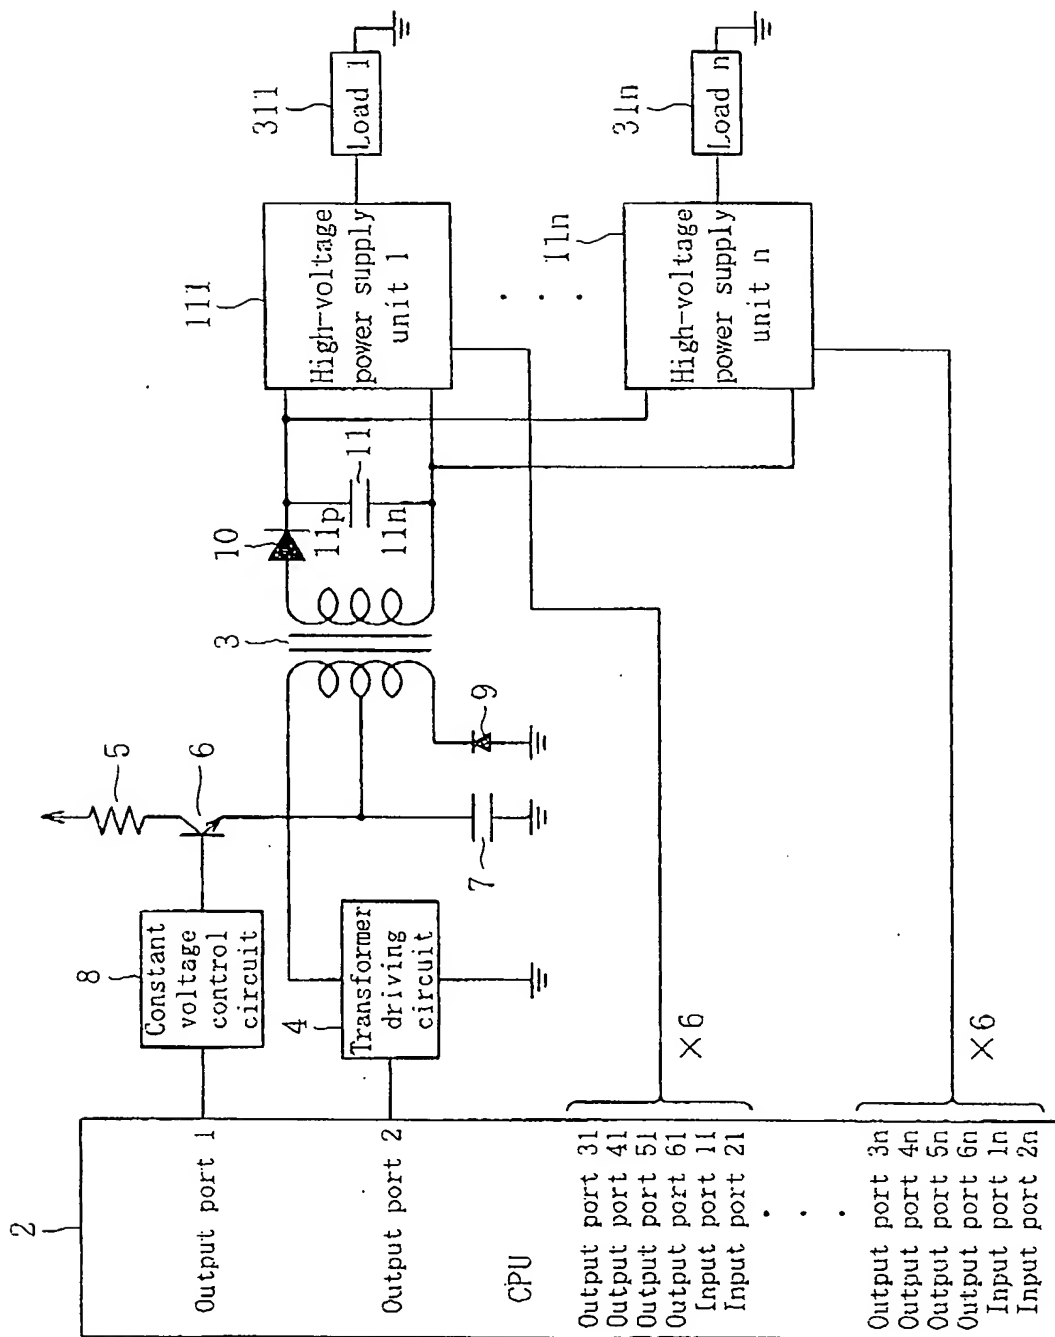 2
Output port 1
Output port 2
CPU
Output port 31
Output port 41
Output port 51
Output port 61
Input port 11
Input port 21
Output port 3n
Output port 4n
Output port 5n
Output port 6n
Input port 1n
Input port 2n
×6
×6
8
Constant
voltage
control
circuit
4
Transformer
driving
circuit
5
6
7
9
3
10
11p
11
11n
111
High-voltage
power supply
unit 1
11n
High-voltage
power supply
unit n
311
Load 1
31n
Load n